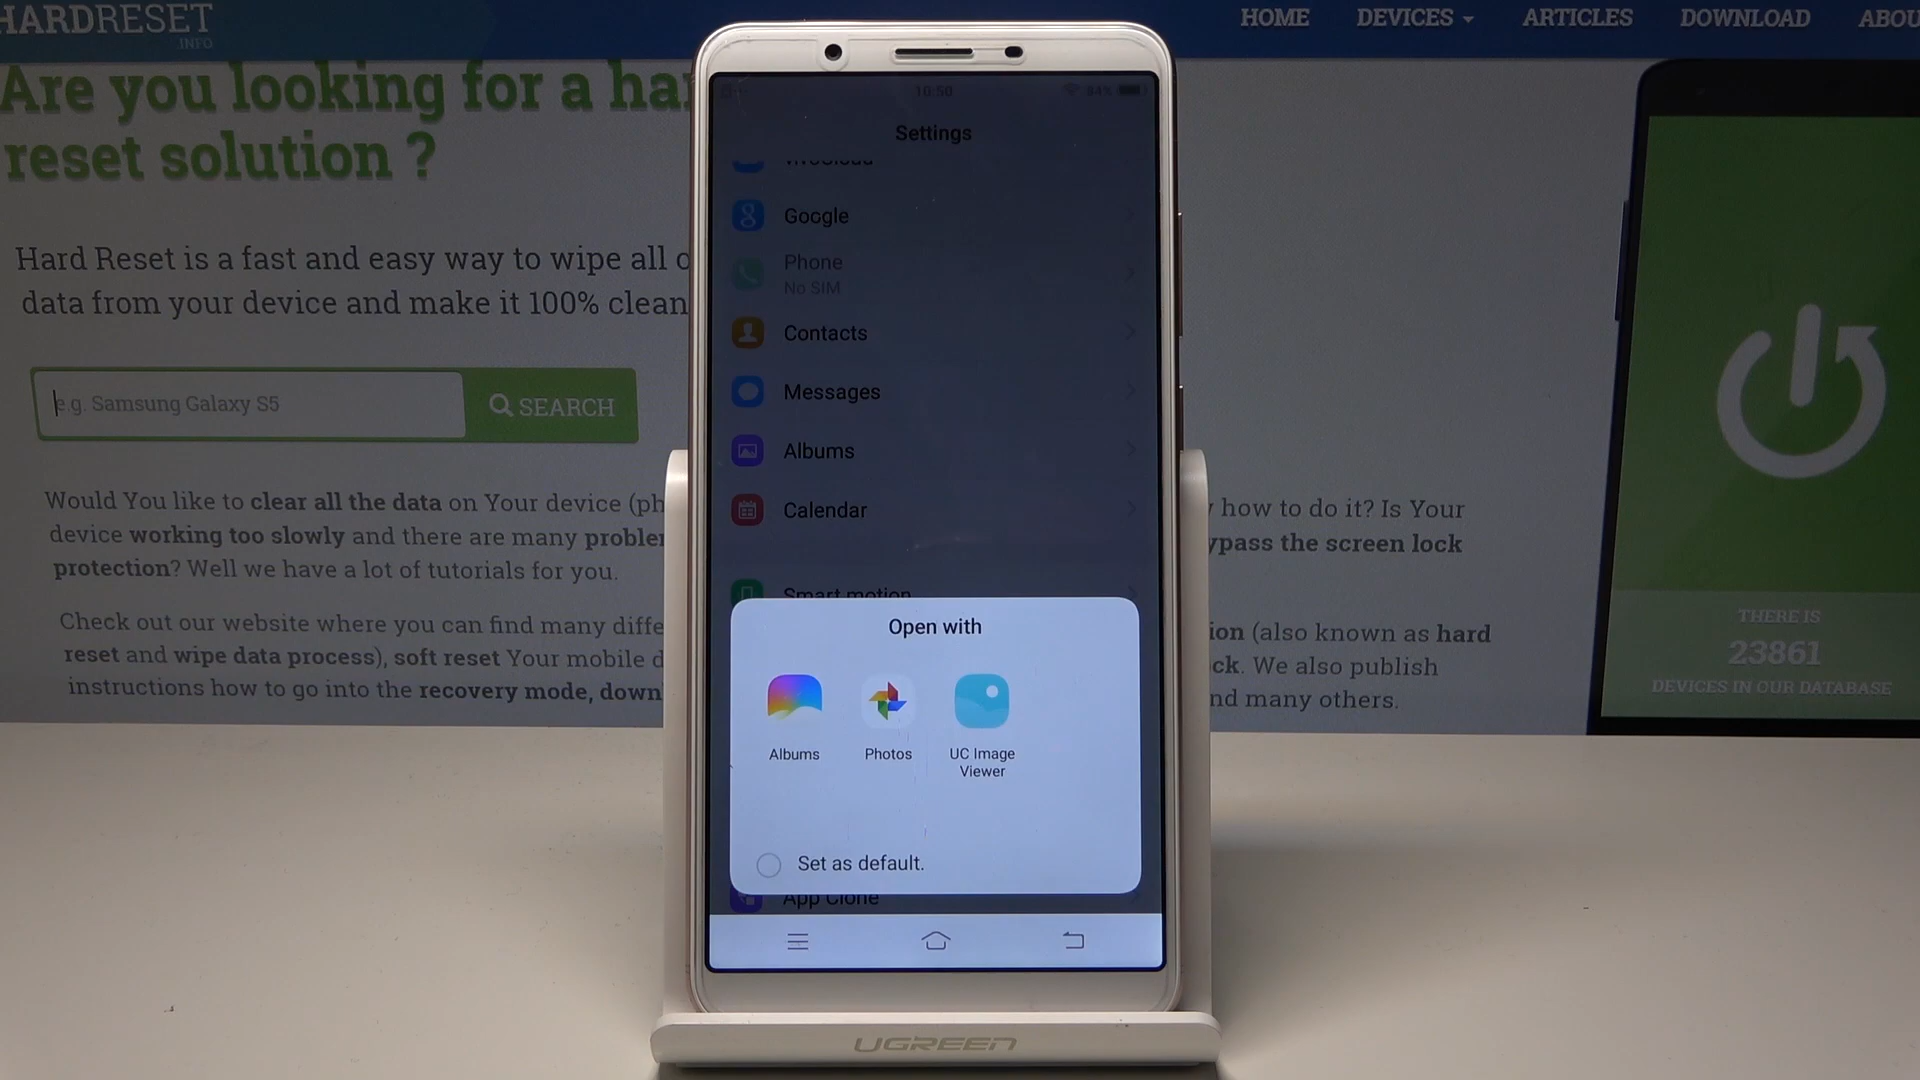 HARDRESET
.INFO
HOME DEVICES ARTICLES DOWNLOAD ABOU
Are you looking for a ha
reset solution ?
Hard Reset is a fast and easy way to wipe all o
data from your device and make it 100% clean
e.g. Samsung Galaxy S5
SEARCH
Would You like to clear all the data on Your device (ph
device working too slowly and there are many probler
protection? Well we have a lot of tutorials for you.
Check out our website where you can find many diffe
reset and wipe data process), soft reset Your mobile d
instructions how to go into the recovery mode, down
10:50
84%
Settings
vivoCloud
Google
Phone
No SIM
Contacts
Messages
Albums
Calendar
Smart motion
Open with
Albums
Photos
UC Image
Viewer
Set as default.
App Clone
UGREEN
how to do it? Is Your
ypass the screen lock
ion (also known as hard
ck. We also publish
nd many others.
THERE IS
23861
DEVICES IN OUR DATABASE